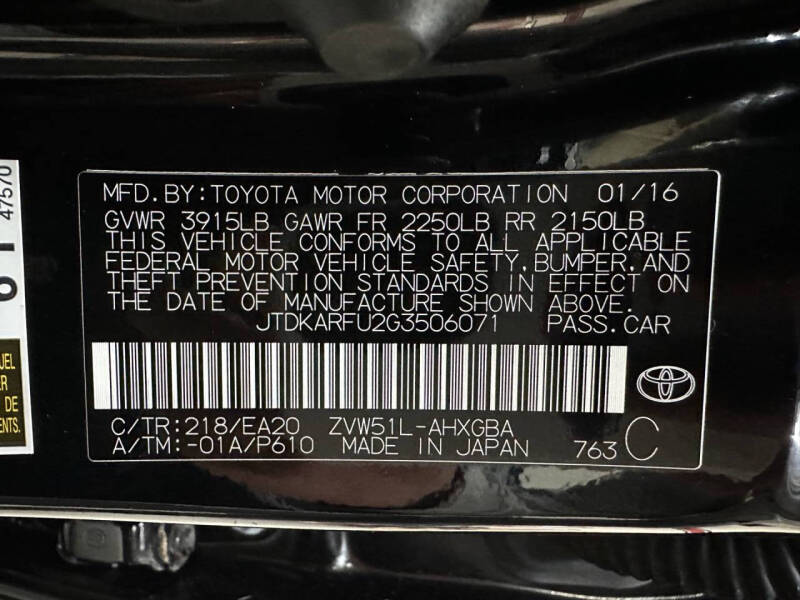 MFD.BY:TOYOTA MOTOR CORPORATION 01/16
GVWR 3915LB GAWR FR 2250LB RR 2150LB
THIS VEHICLE CONFORMS TO ALL APPLICABLE
FEDERAL MOTOR VEHICLE SAFETY,BUMPER,AND
THEFT PREVENTION STANDARDS IN EFFECT ON
THE DATE OF MANUFACTURE SHOWN ABOVE.
JTDKARFU2G3506071 PASS.CAR
C/TR:218/EA20 ZVW51L-AHXGBA
A/TM:-01A/P610 MADE IN JAPAN 763 C
47570
DE